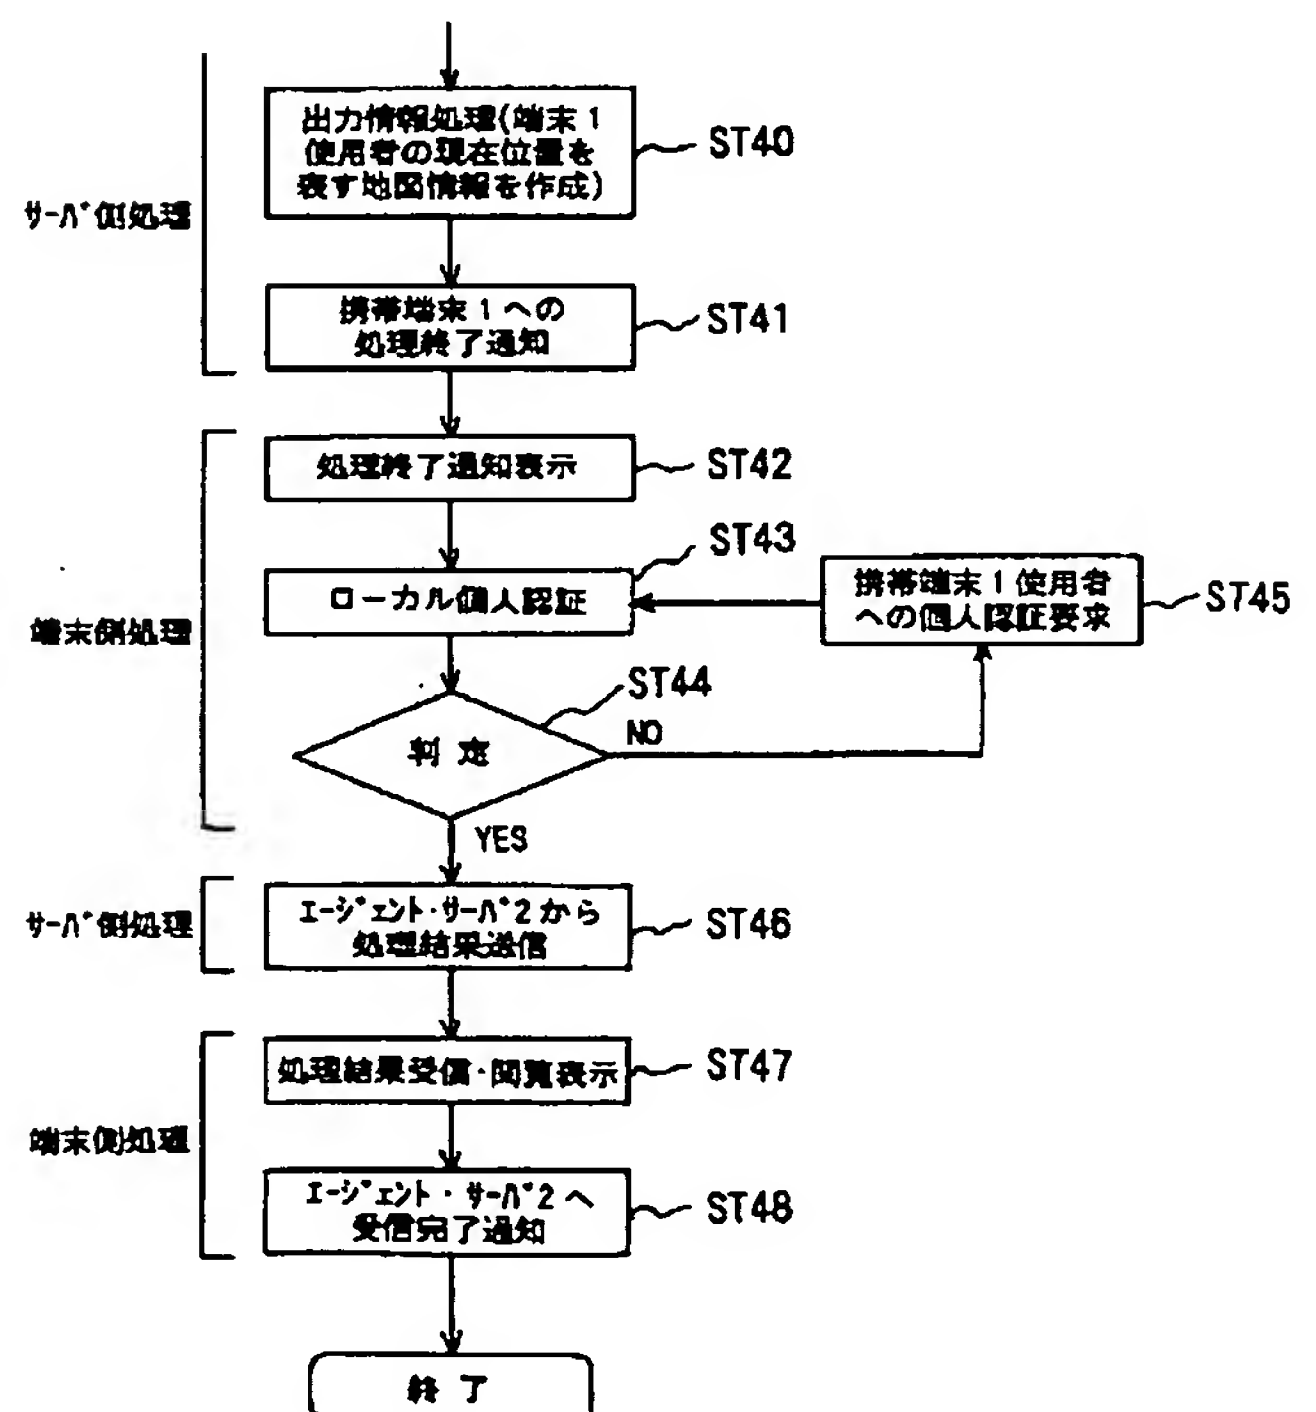 出力情報処理(端末1
使用者の現在位置を
表す地図情報を作成)
ST40
サーバ側処理
携帯端末1への
処理終了通知
ST41
処理終了通知表示
ST42
ST43
ローカル個人認証
携帯端末1使用者
への個人認証要求
ST45
端末側処理
ST44
判定
NO
YES
エージェント・サーバ2から
処理結果送信
ST46
サーバ側処理
処理結果受信・閲覧表示
ST47
端末側処理
エージェント・サーバ2へ
受信完了通知
ST48
終了